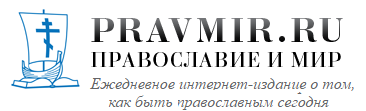 PRAVMIR.RU
ПРАВОСЛАВИЕ И МИР
Ежедневное интернет-издание о том,
как быть православным сегодня